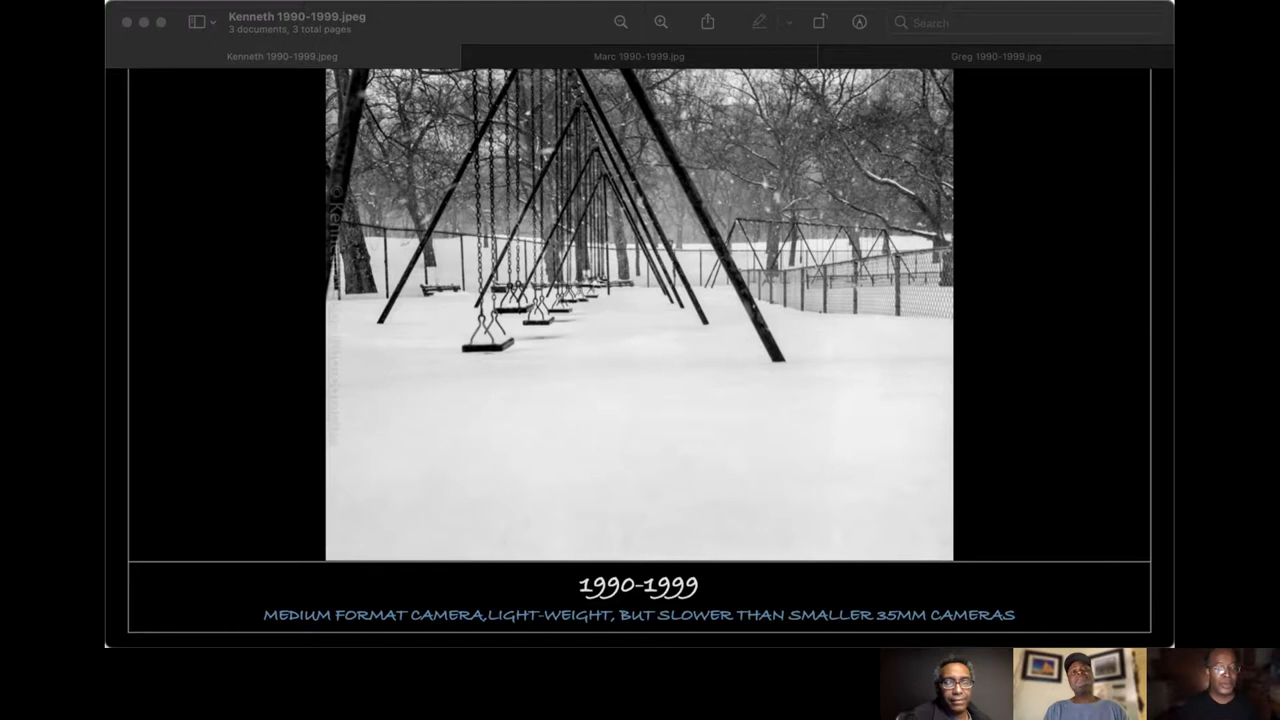 Kenneth 1990-1999.jpeg
3 documents, 3 total pages
Search
Kenneth 1990-1999.jpeg
Marc 1990-1999.jpg
Greg 1990-1999.jpg
1990-1999
MEDIUM FORMAT CAMERA,LIGHT-WEIGHT, BUT SLOWER THAN SMALLER 35MM CAMERAS